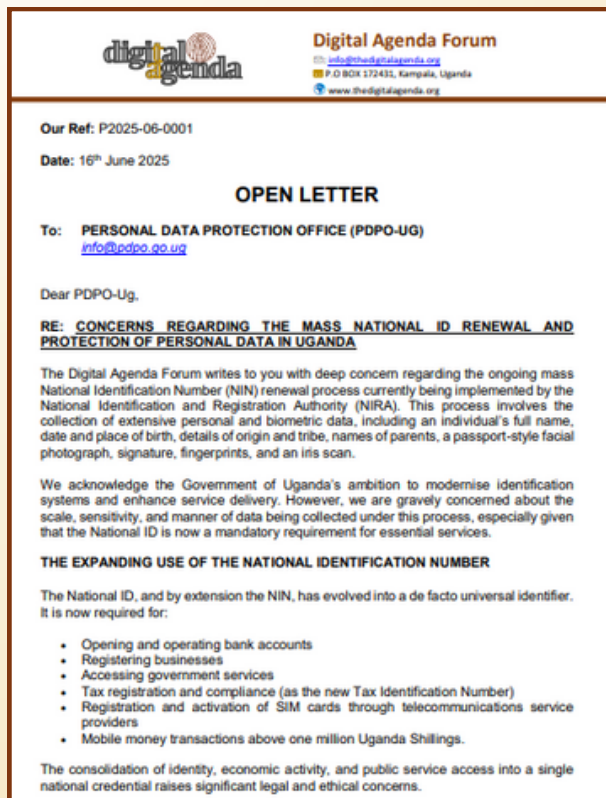 digital agenda
Digital Agenda Forum
info@thedigitalagenda.org
P.O BOX 172431, Kampala, Uganda
www.thedigitalagenda.org
Our Ref: P2025-06-0001
Date: 16th June 2025
OPEN LETTER
To: PERSONAL DATA PROTECTION OFFICE (PDPO-UG)
info@pdpo.go.ug
Dear PDPO-Ug,
RE: CONCERNS REGARDING THE MASS NATIONAL ID RENEWAL AND
PROTECTION OF PERSONAL DATA IN UGANDA
The Digital Agenda Forum writes to you with deep concern regarding the ongoing mass
National Identification Number (NIN) renewal process currently being implemented by the
National Identification and Registration Authority (NIRA). This process involves the
collection of extensive personal and biometric data, including an individual's full name,
date and place of birth, details of origin and tribe, names of parents, a passport-style facial
photograph, signature, fingerprints, and an iris scan.
We acknowledge the Government of Uganda's ambition to modernise identification
systems and enhance service delivery. However, we are gravely concerned about the
scale, sensitivity, and manner of data being collected under this process, especially given
that the National ID is now a mandatory requirement for essential services.
THE EXPANDING USE OF THE NATIONAL IDENTIFICATION NUMBER
The National ID, and by extension the NIN, has evolved into a de facto universal identifier.
It is now required for:
• Opening and operating bank accounts
• Registering businesses
• Accessing government services
• Tax registration and compliance (as the new Tax Identification Number)
• Registration and activation of SIM cards through telecommunications service
providers
• Mobile money transactions above one million Uganda Shillings.
The consolidation of identity, economic activity, and public service access into a single
national credential raises significant legal and ethical concerns.